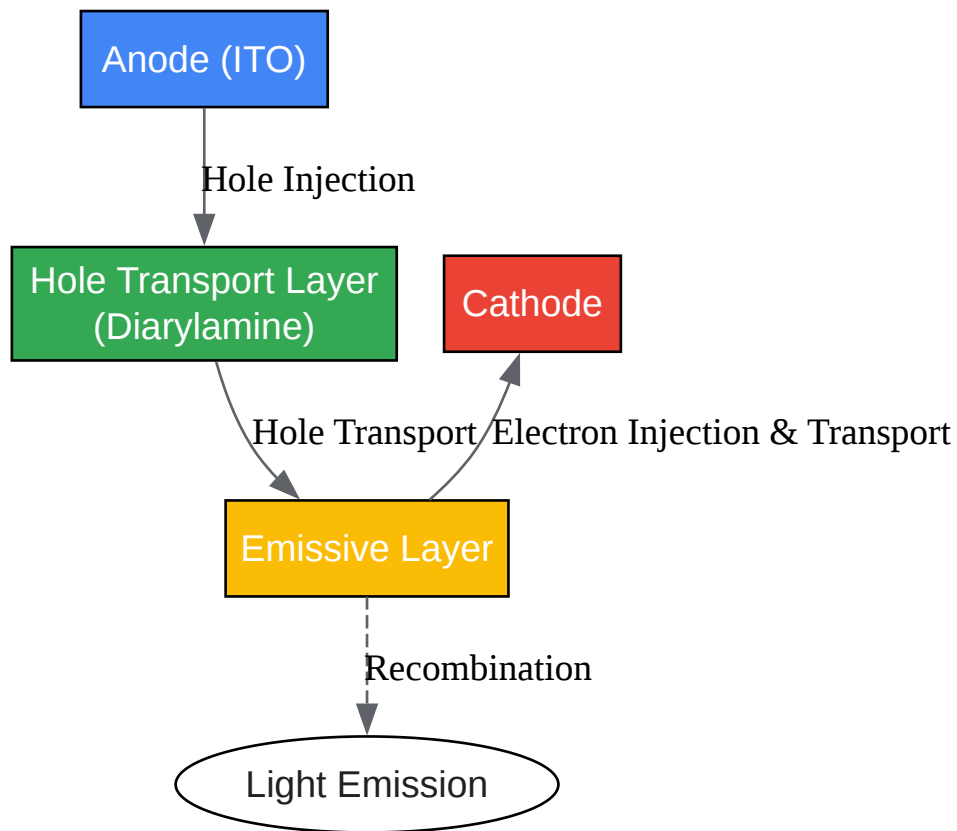 Anode (ITO)
Hole Injection
Hole Transport Layer
(Diarylamine)
Cathode
Hole Transport
Electron Injection & Transport
Emissive Layer
Recombination
Light Emission